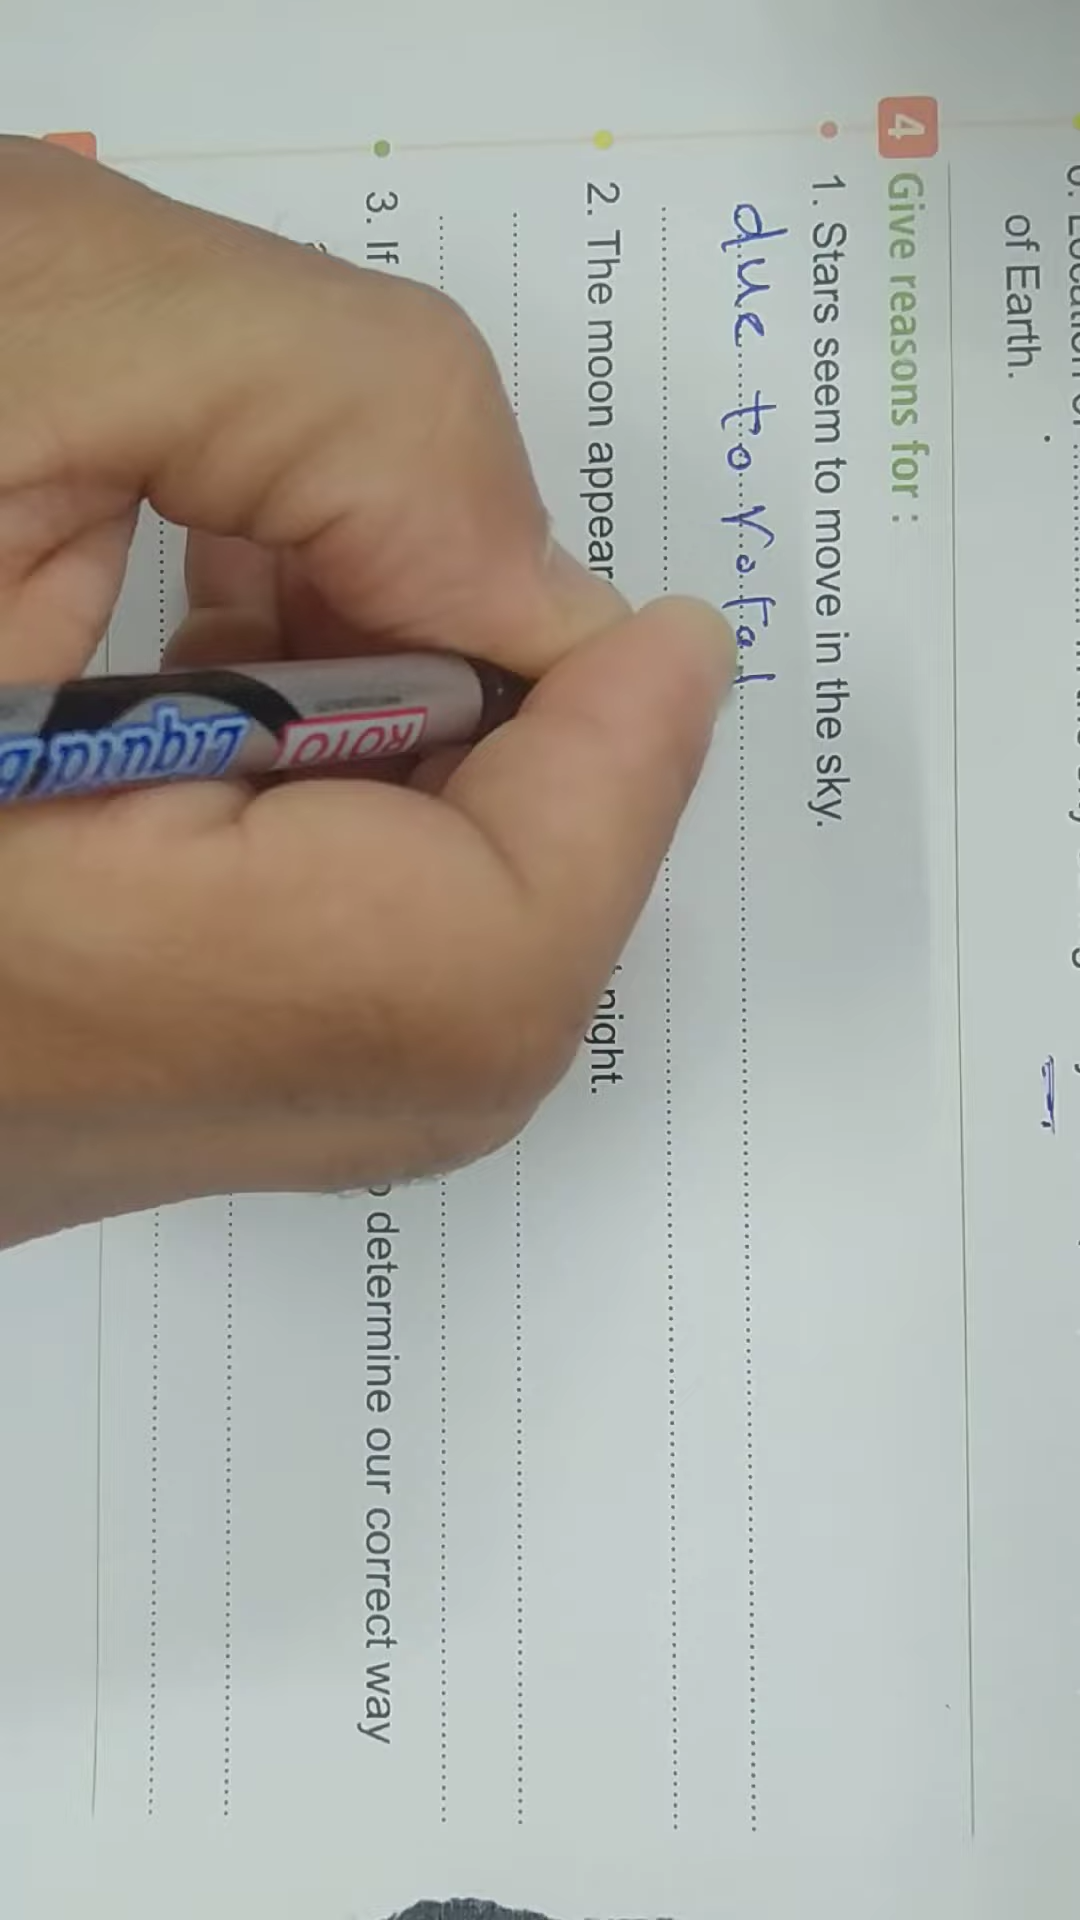 of Earth.
4 Give reasons for :
1. Stars seem to move in the sky.
due to rotat
2. The moon appear night.
3. If determine our correct way
ROTO
Liquid